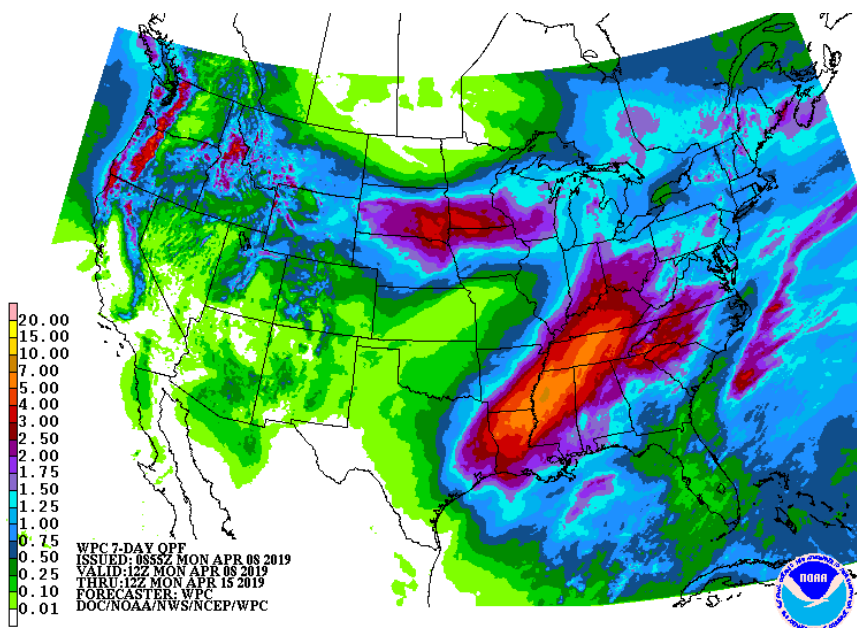 20.00
15.00
10.00
7.00
5.00
4.00
3.00
2.50
2.00
1.75
1.50
1.25
1.00
0.75
0.50
0.25
0.10
0.01
WPC 7-DAY QPF
ISSUED: 0855Z MON APR 08 2019
VALID:12Z MON APR 08 2019
THRU:12Z MON APR 15 2019
FORECASTER: WPC
DOC/NOAA/NWS/NCEP/WPC
NOAA